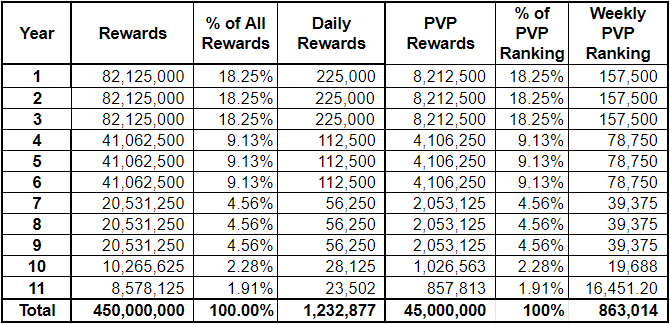 Year Rewards % of All Rewards Daily Rewards PVP Rewards % of PVP Ranking Weekly PVP Ranking
1 82,125,000 18.25% 225,000 8,212,500 18.25% 157,500
2 82,125,000 18.25% 225,000 8,212,500 18.25% 157,500
3 82,125,000 18.25% 225,000 8,212,500 18.25% 157,500
4 41,062,500 9.13% 112,500 4,106,250 9.13% 78,750
5 41,062,500 9.13% 112,500 4,106,250 9.13% 78,750
6 41,062,500 9.13% 112,500 4,106,250 9.13% 78,750
7 20,531,250 4.56% 56,250 2,053,125 4.56% 39,375
8 20,531,250 4.56% 56,250 2,053,125 4.56% 39,375
9 20,531,250 4.56% 56,250 2,053,125 4.56% 39,375
10 10,265,625 2.28% 28,125 1,026,563 2.28% 19,688
11 8,578,125 1.91% 23,502 857,813 1.91% 16,451.20
Total 450,000,000 100.00% 1,232,877 45,000,000 100% 863,014